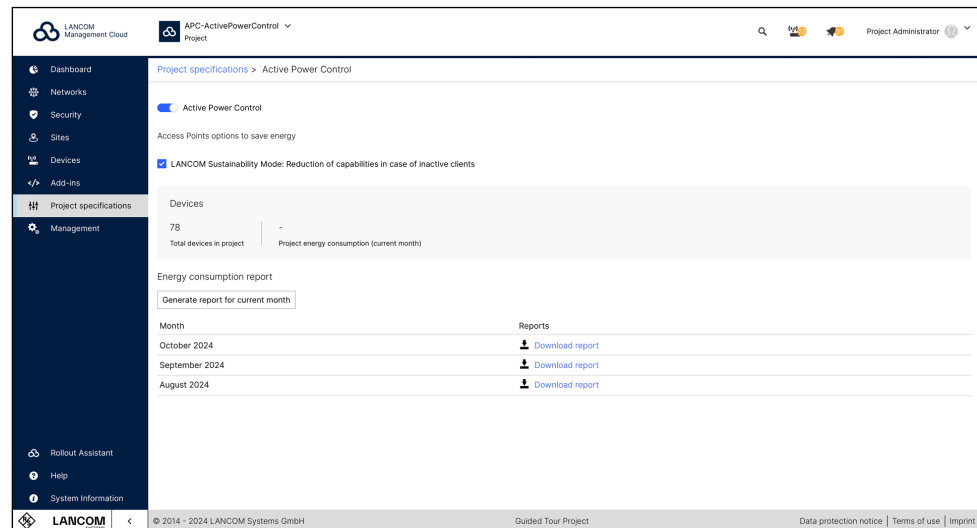 LANCOM
Management Cloud
APC-ActivePowerControl
Project
Project Administrator
Dashboard
Networks
Security
Sites
Devices
Add-ins
Project specifications
Management
Rollout Assistant
Help
System Information
LANCOM
SYSTEMS
Project specifications > Active Power Control
Active Power Control
Access Points options to save energy
LANCOM Sustainability Mode: Reduction of capabilities in case of inactive clients
Devices
78
Total devices in project
-
Project energy consumption (current month)
Energy consumption report
Generate report for current month
Month Reports
October 2024 Download report
September 2024 Download report
August 2024 Download report
© 2014 - 2024 LANCOM Systems GmbH Guided Tour Project Data protection notice | Terms of use | Imprint